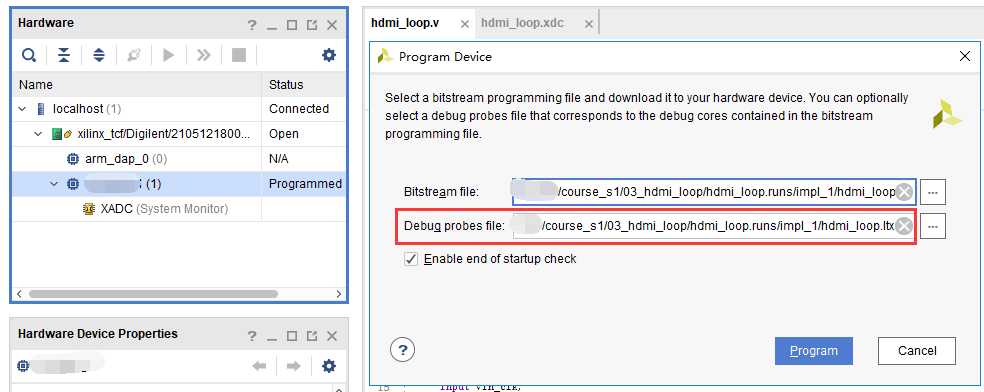 Hardware
Name Status
localhost (1) Connected
xilinx_tcf/Digilent/2105121800... Open
arm_dap_0 (0) N/A
(1) Programmed
XADC (System Monitor)
Hardware Device Properties
hdmi_loop.v hdmi_loop.xdc
Program Device
Select a bitstream programming file and download it to your hardware device. You can optionally
select a debug probes file that corresponds to the debug cores contained in the bitstream
programming file.
Bitstream file: /course_s1/03_hdmi_loop/hdmi_loop.runs/impl_1/hdmi_loop
Debug probes file: /course_s1/03_hdmi_loop/hdmi_loop.runs/impl_1/hdmi_loop.ltx
Enable end of startup check
Program Cancel
15 input vin_clk,